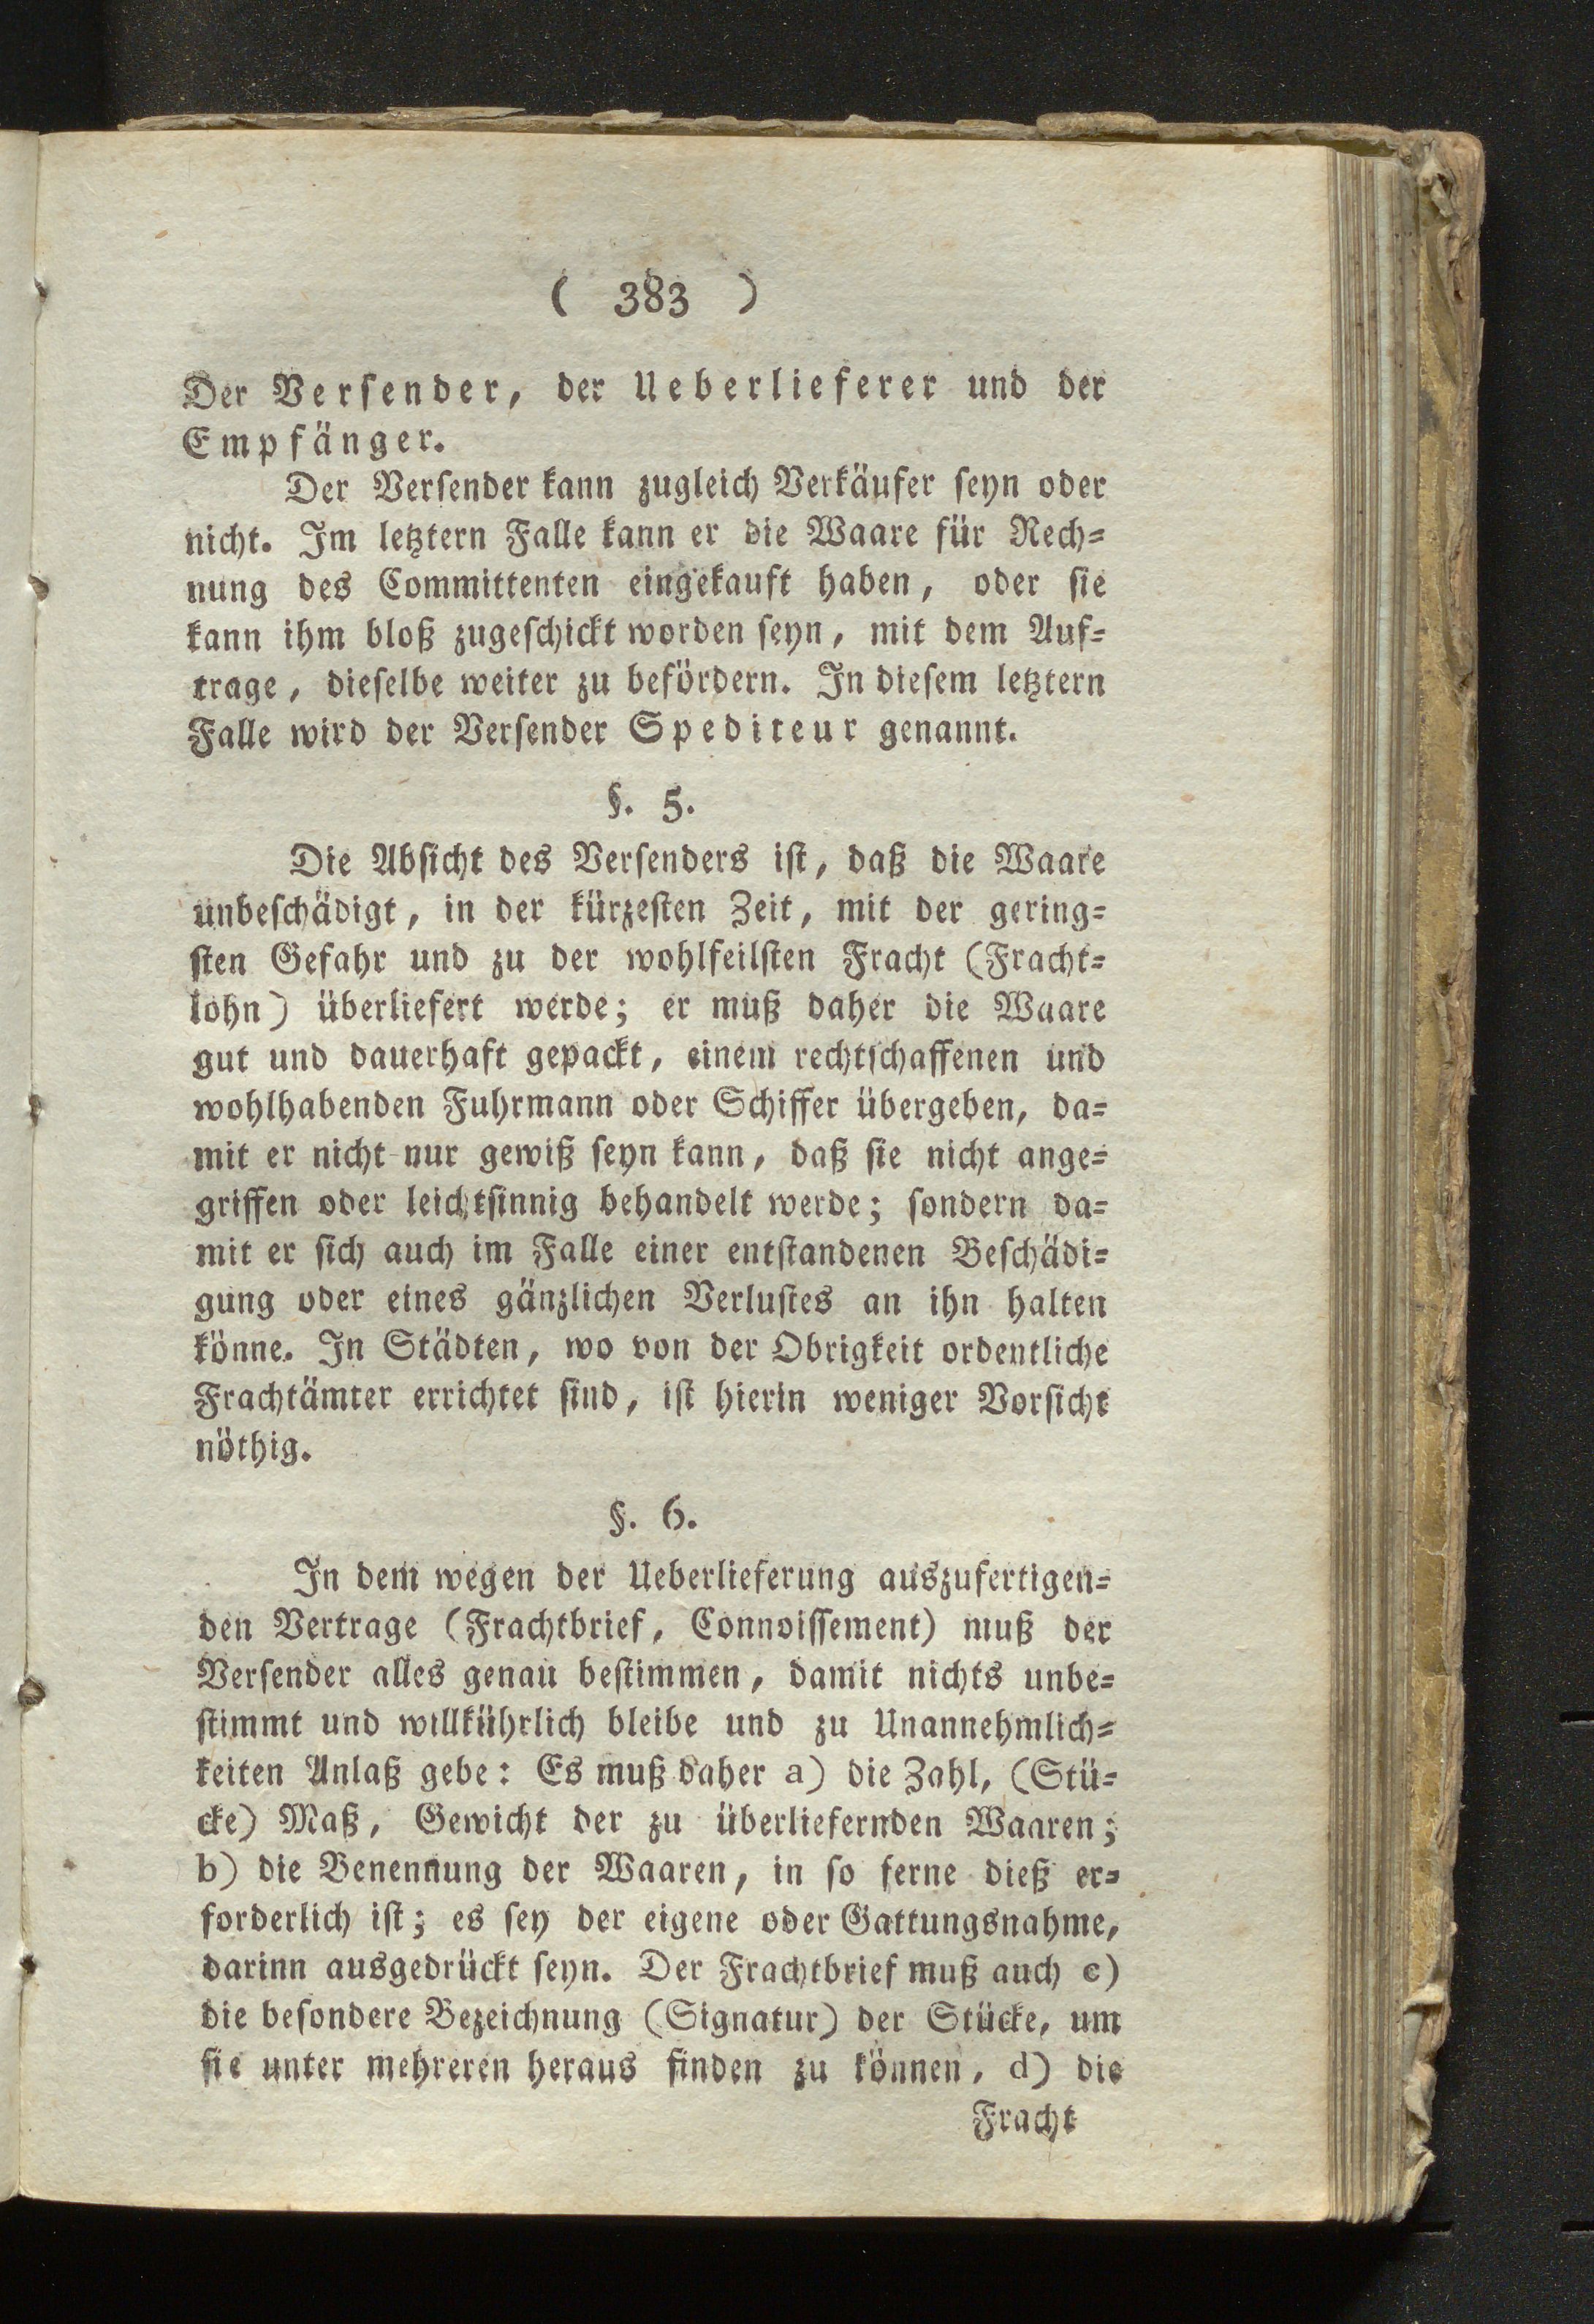 ( 383 )
Der Verſender, der Ueberlieferer und der
Empfänger.
Der Verſender kann zugleich Verkäufer ſeyn oder
nicht. Im letztern Falle kann er die Waare für Rech⸗
nung des Committenten eingekauft haben, oder ſie
kann ihm bloß zugeſchickt worden ſeyn, mit dem Auf⸗
trage, dieſelbe weiter zu befördern. In dieſem letztern
Falle wird der Verſender Spediteur genannt.
§. 5.
Die Abſicht des Verſenders iſt, daß die Waare
unbeſchädigt, in der kürzeſten Zeit, mit der gering⸗
ſten Gefahr und zu der wohlfeilſten Fracht (Fracht⸗
lohn) überliefert werde; er muß daher die Waare
gut und dauerhaft gepackt, einem rechtſchaffenen und
wohlhabenden Fuhrmann oder Schiffer übergeben, da⸗
mit er nicht nur gewiß ſeyn kann, daß ſie nicht ange⸗
griffen oder leichtſinnig behandelt werde; ſondern da⸗
mit er ſich auch im Falle einer entſtandenen Beſchädi⸗
gung oder eines gänzlichen Verluſtes an ihn halten
könne. In Städten, wo von der Obrigkeit ordentliche
Frachtämter errichtet ſind, iſt hierin weniger Vorſicht
nöthig.
§. 6.
In dem wegen der Ueberlieferung auszufertigen⸗
den Vertrage (Frachtbrief, Connoiſſement) muß der
Verſender alles genau beſtimmen, damit nichts unbe⸗
ſtimmt und willkührlich bleibe und zu Unannehmlich⸗
keiten Anlaß gebe: Es muß daher a) die Zahl, (Stü⸗
cke) Maß, Gewicht der zu überliefernden Waaren;
b) die Benennung der Waaren, in ſo ferne dieß er⸗
forderlich iſt; es ſey der eigene oder Gattungsnahme,
darinn ausgedrückt ſeyn. Der Frachtbrief muß auch c)
die beſondere Bezeichnung (Signatur) der Stücke, um
ſie unter mehreren heraus finden zu können, d) die
Fracht